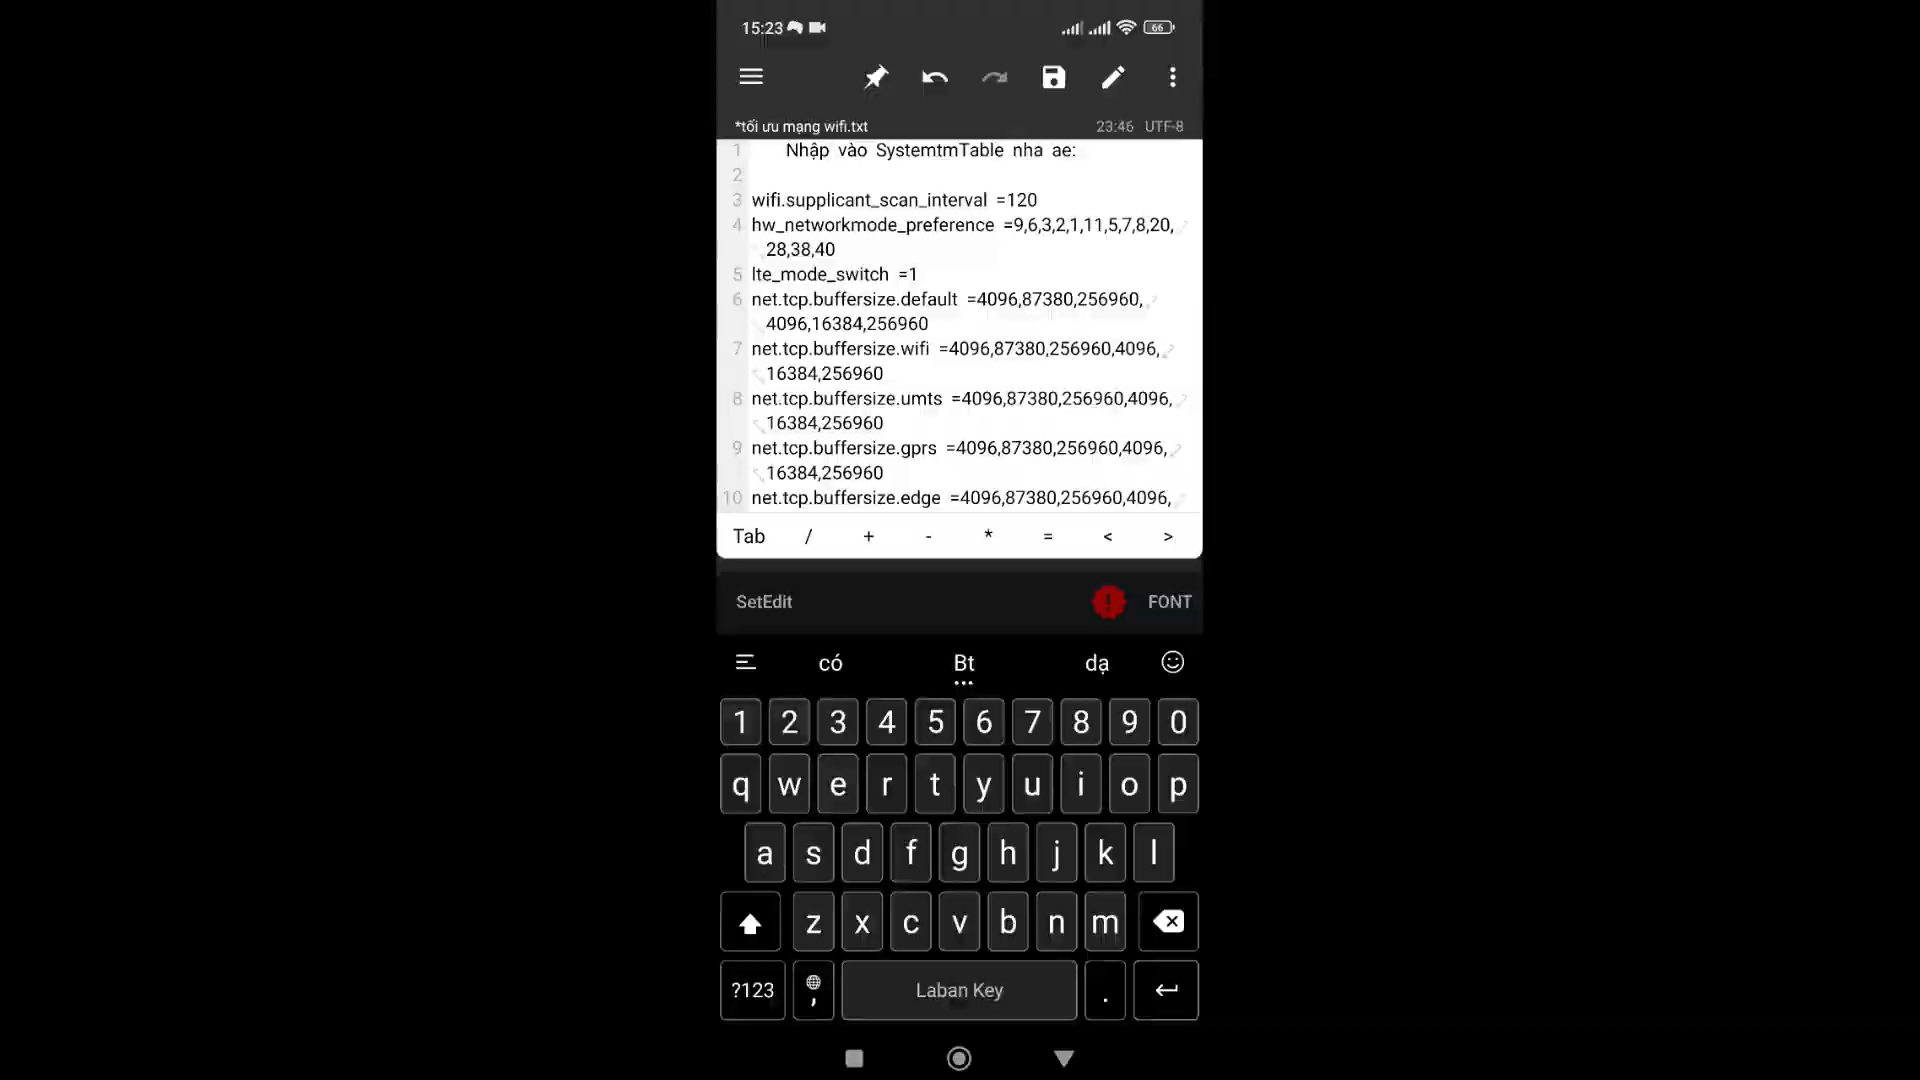 15:23
66
*tối ưu mạng wifi.txt 23:46 UTF-8
1 Nhập vào SystemtmTable nha ae:
2
3 wifi.supplicant_scan_interval =120
4 hw_networkmode_preference =9,6,3,2,1,11,5,7,8,20,
28,38,40
5 lte_mode_switch =1
6 net.tcp.buffersize.default =4096,87380,256960,
4096,16384,256960
7 net.tcp.buffersize.wifi =4096,87380,256960,4096,
16384,256960
8 net.tcp.buffersize.umts =4096,87380,256960,4096,
16384,256960
9 net.tcp.buffersize.gprs =4096,87380,256960,4096,
16384,256960
10 net.tcp.buffersize.edge =4096,87380,256960,4096,
Tab / + - * = < >
SetEdit ! FONT
có Bt dạ
1 2 3 4 5 6 7 8 9 0
q w e r t y u i o p
a s d f g h j k l
z x c v b n m
?123 , Laban Key .